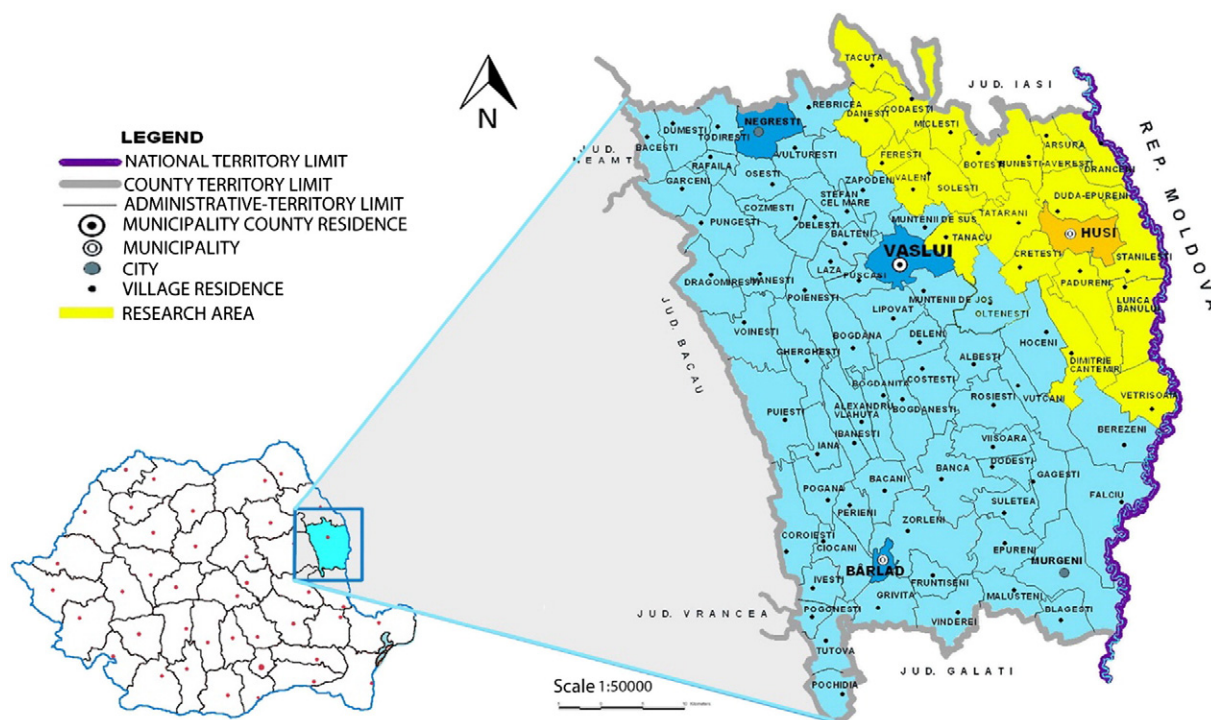 N
LEGEND
NATIONAL TERRITORY LIMIT
COUNTY TERRITORY LIMIT
ADMINISTRATIVE-TERRITORY LIMIT
MUNICIPALITY COUNTY RESIDENCE
MUNICIPALITY
CITY
VILLAGE RESIDENCE
RESEARCH AREA
JUD. IASI
REP. MOLDOVA
JUD. NEAMT
JUD. BACAU
JUD. VRANCEA
JUD. GALATI
TACUTA
REBRICEA
CODAESTI
DANESTI
MICLESTI
NEGRESTI
DUMESTI
TODIRESTI
BACESTI
RAFAILA
VULTURESTI
FERESTI
BOTESTI
ARSURA
BUNESTI-AVERESTI
DRANCENI
GARCENI
OSESTI
ZAPODENI
VALENI
SOLESTI
DUDA-EPURENI
STEFAN
CEL MARE
COZMESTI
PUNGESTI
DELESTI
MUNTENII DE SUS
TATARANI
HUSI
BALTENI
TANACU
VASLUI
CRETESTI
STANILESTI
LAZA
PUSCASI
PADURENI
DRAGOMIRESTI
IVANESTI
POIENESTI
MUNTENII DE JOS
LUNCA
BANULUI
OLTENESTI
LIPOVAT
VOINESTI
BOGDANA
DELENI
HOCENI
GHERGHESTI
ALBESTI
DIMITRIE
CANTEMIR
COSTESTI
BOGDANITA
VETRISOAIA
ROSIESTI
VUTCANI
PUIESTI
ALEXANDRU
VLAHUTA
BOGDANESTI
IBANESTI
BEREZENI
IANA
VIISOARA
DODESTI
BANCA
GAGESTI
BACANI
POGANA
SULETEA
FALCIU
PERIENI
ZORLENI
COROIESTI
CIOCANI
EPURENI
MURGENI
BÂRLAD
FRUNTISENI
IVESTI
GRIVITA
MALUSTENI
POGONESTI
BLAGESTI
VINDEREI
TUTOVA
POCHIDIA
Scale 1:50000